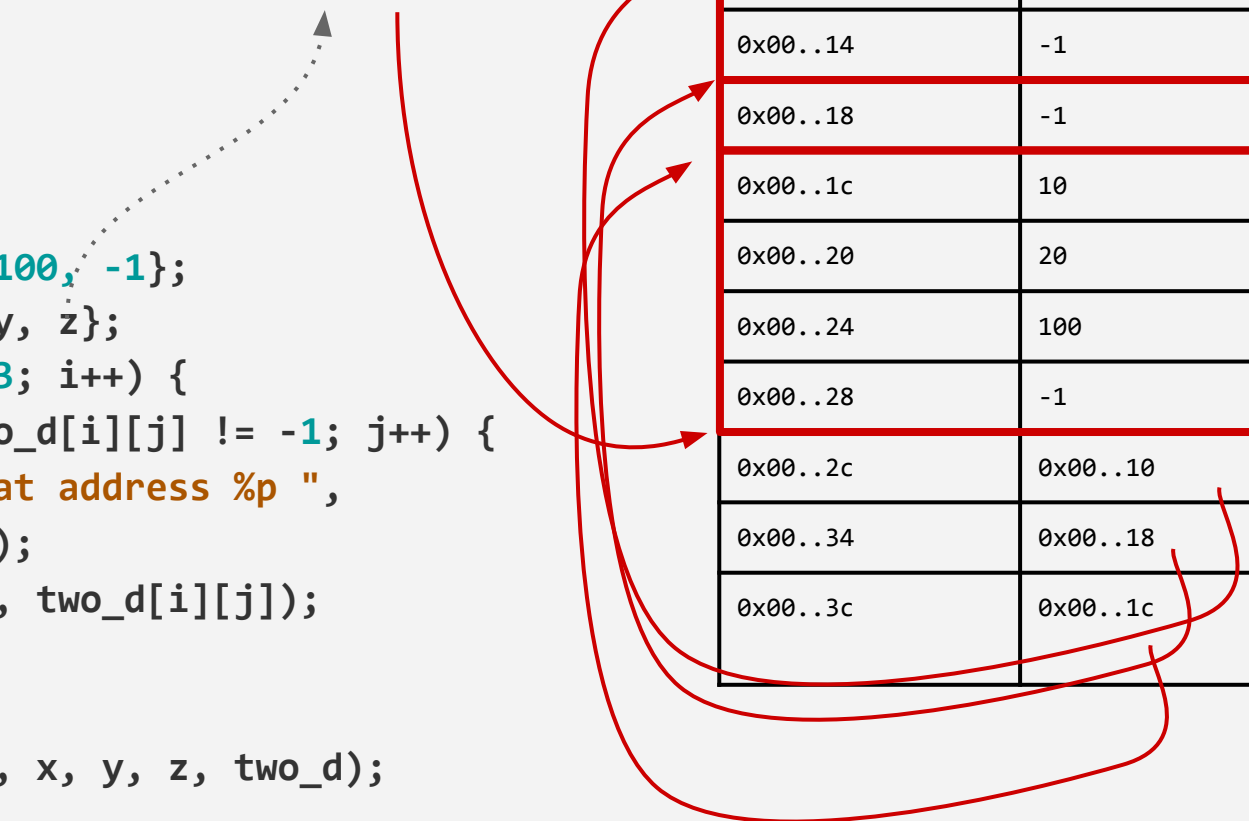 100, -1};
y, z};
3; i++) {
o_d[i][j] != -1; j++) {
at address %p ",
);
, two_d[i][j]);
, x, y, z, two_d);
0x00..14 -1
0x00..18 -1
0x00..1c 10
0x00..20 20
0x00..24 100
0x00..28 -1
0x00..2c 0x00..10
0x00..34 0x00..18
0x00..3c 0x00..1c